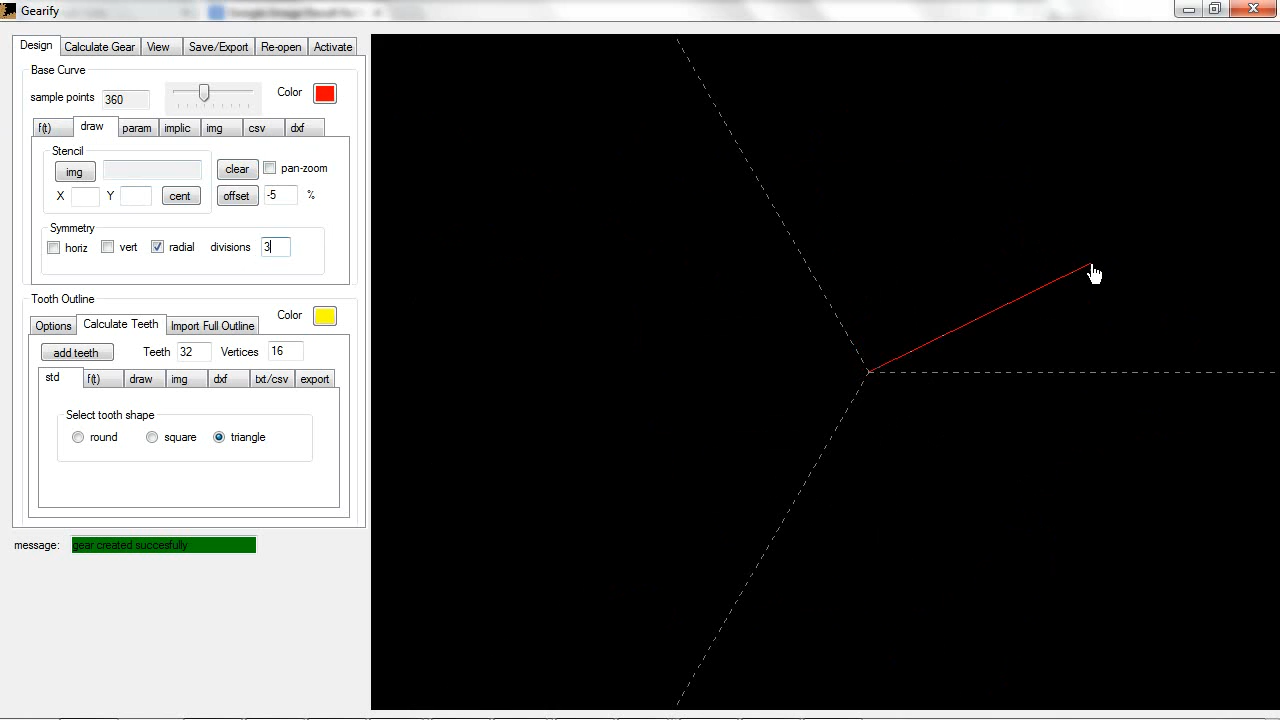 Gearify
Design Calculate Gear View Save/Export Re-open Activate
Base Curve
sample points 360 Color
f(t) draw param implic img csv dxf
Stencil
img clear pan-zoom
X Y cent offset -5 %
Symmetry
horiz vert radial divisions 3
Tooth Outline
Options Calculate Teeth Import Full Outline Color
add teeth Teeth 32 Vertices 16
std f(t) draw img dxf txt/csv export
Select tooth shape
round square triangle
message: gear created succesfully